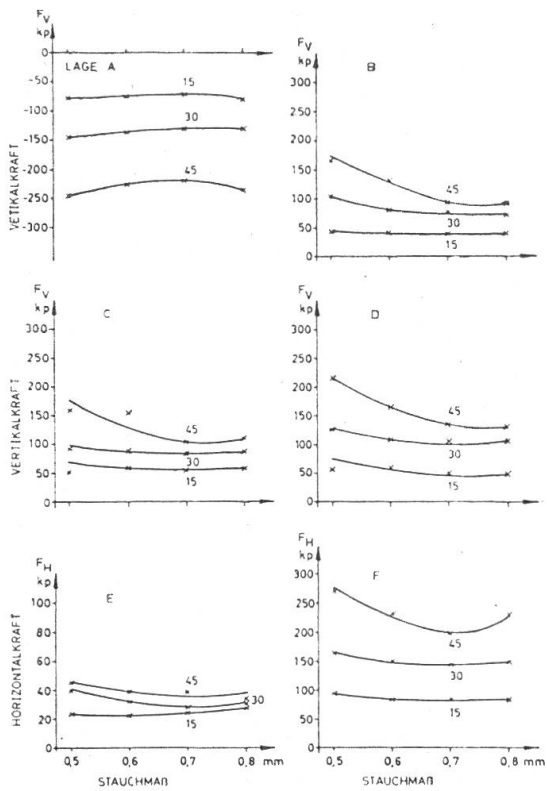 F_V
kp
0
LAGE A
-50
15
-100
30
-150
-200
45
-250
-300
VETIKALKRAFT
F_V
kp
B
300
250
200
150
45
100
30
50
15
0
F_V
kp
C
300
250
200
150
45
100
30
50
15
0
VERTIKALKRAFT
F_V
kp
D
300
250
200
45
150
100
30
50
15
0
F_H
kp
E
100
80
60
45
40
30
20
15
0
HORIZONTALKRAFT
0,5 0,6 0,7 0,8 mm
STAUCHMAß
F_H
kp
F
300
250
200
45
150
30
100
50
15
0
0,5 0,6 0,7 0,8 mm
STAUCHMAß